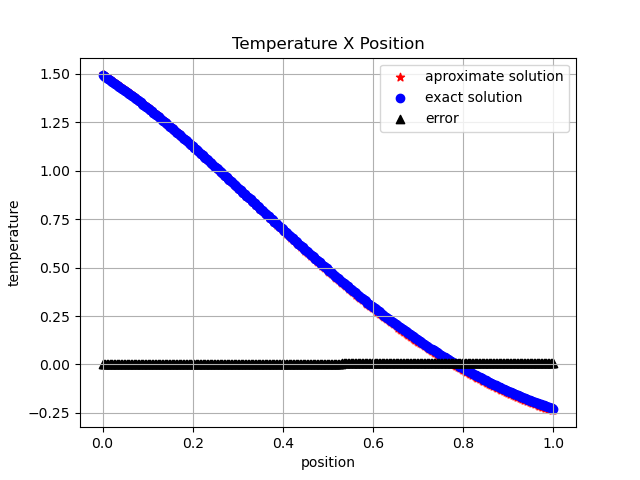 Temperature X Position
aproximate solution
exact solution
error
temperature
1.50
1.25
1.00
0.75
0.50
0.25
0.00
−0.25
0.0 0.2 0.4 0.6 0.8 1.0
position